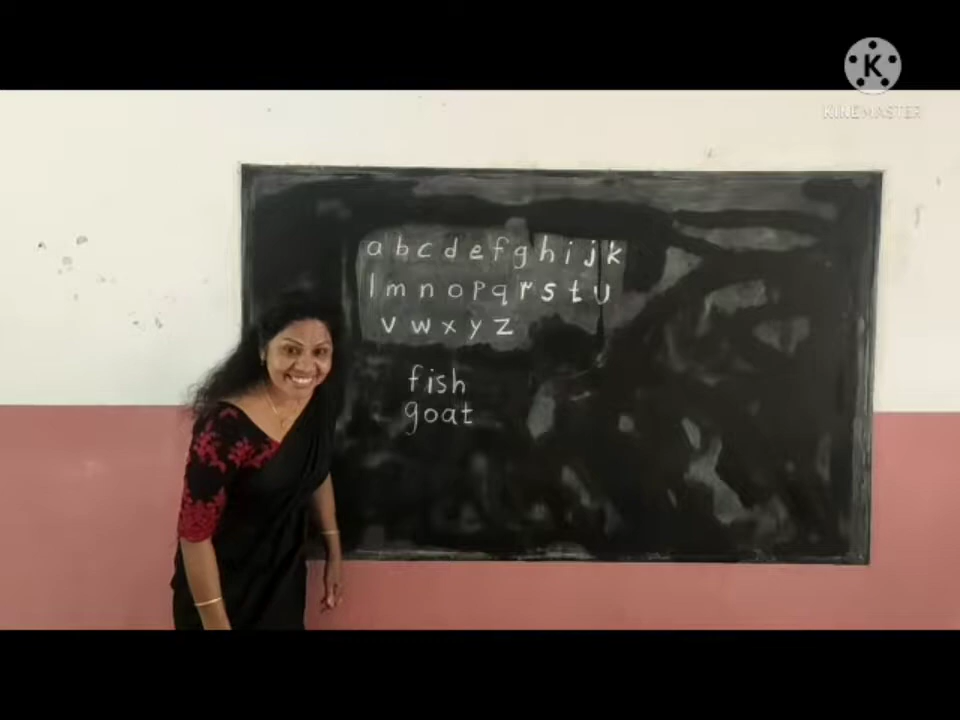 K
KINEMASTER
a b c d e f g h i j k
l m n o p q r s t u
v w x y z
fish
goat